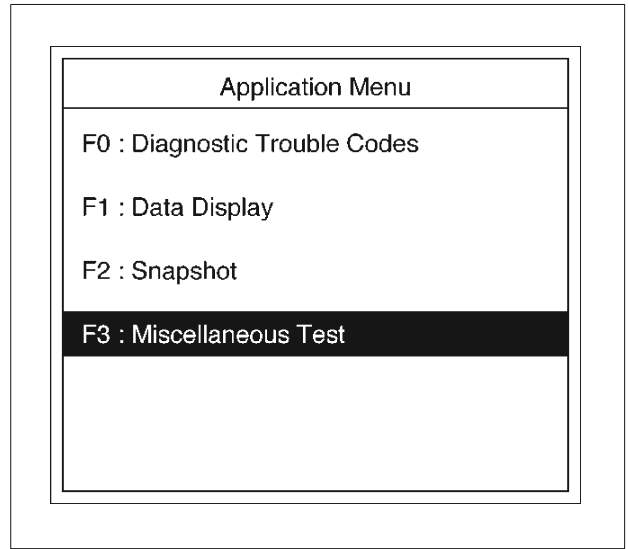 Application Menu
F0 : Diagnostic Trouble Codes
F1 : Data Display
F2 : Snapshot
F3 : Miscellaneous Test